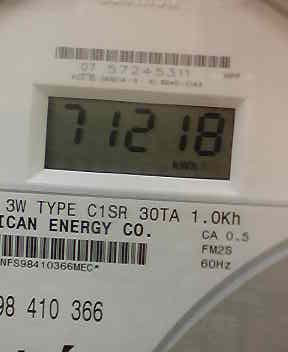 07 57245311
71218
kWh
3W TYPE C1SR 30TA 1.0Kh
ICAN ENERGY CO.
CA 0.5
FM2S
60Hz
NFS98410366MEC*
98 410 366